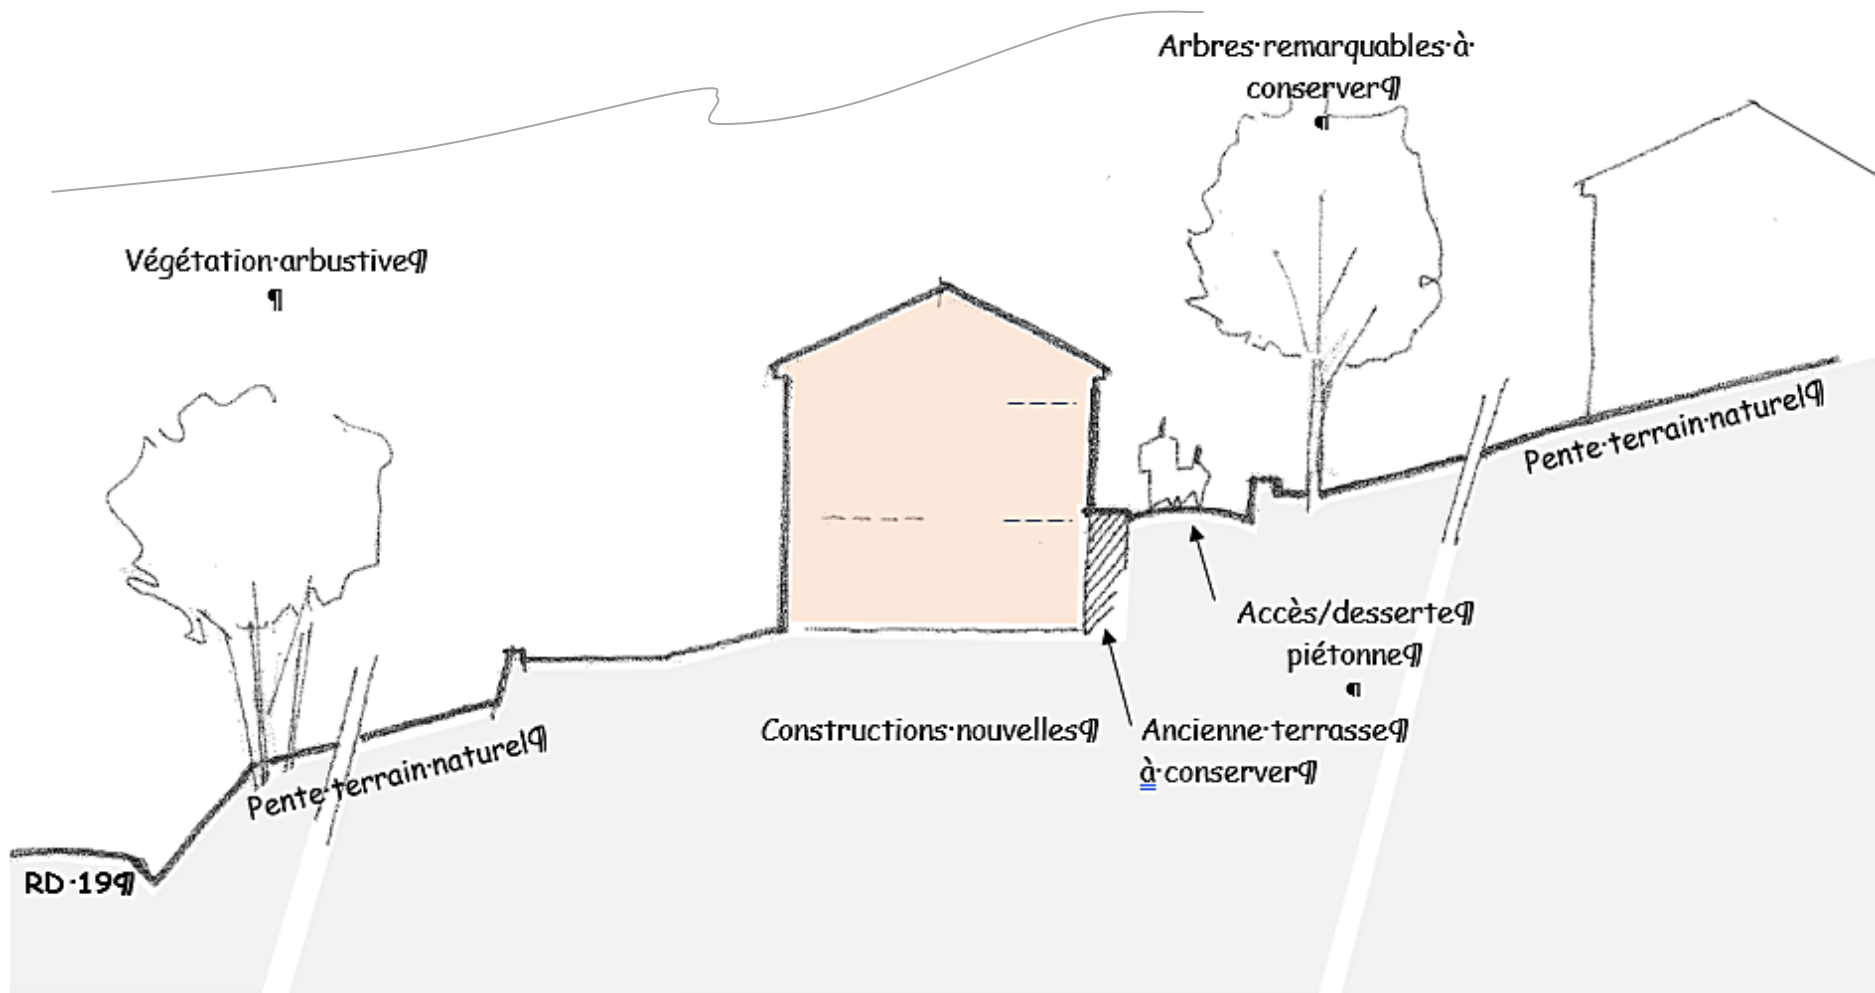 Arbres·remarquables·à·
conserver¶
¶
Végétation·arbustive¶
¶
Pente·terrain·naturel¶
Accès/desserte¶
piétonne¶
¶
Constructions·nouvelles¶
Ancienne·terrasse¶
à·conserver¶
Pente·terrain·naturel¶
RD·19¶